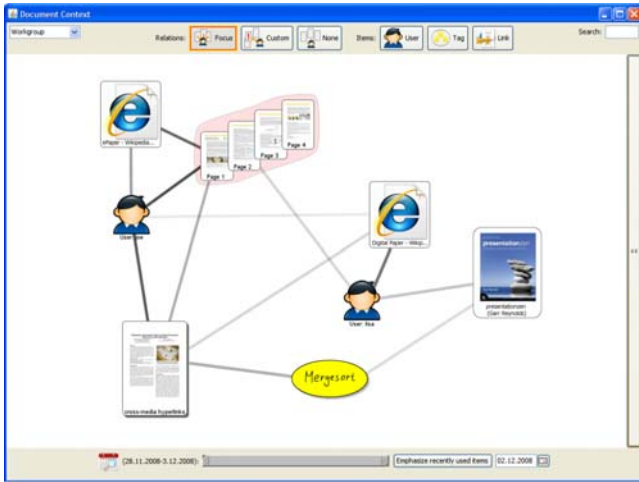 Document Context
Workgroup
Relations:
Focus
Custom
None
Items:
User
Tag
Link
Search:
ePaper - Wikipedia...
Page 1
Page 2
Page 3
Page 4
User:
Digital Paper - Wikip...
presentationzen
presentationzen
(Garr Reynolds)
User:
cross-media hyperlinks
Mergesort
(28.11.2008-3.12.2008):
Emphasize recently used items
02.12.2008